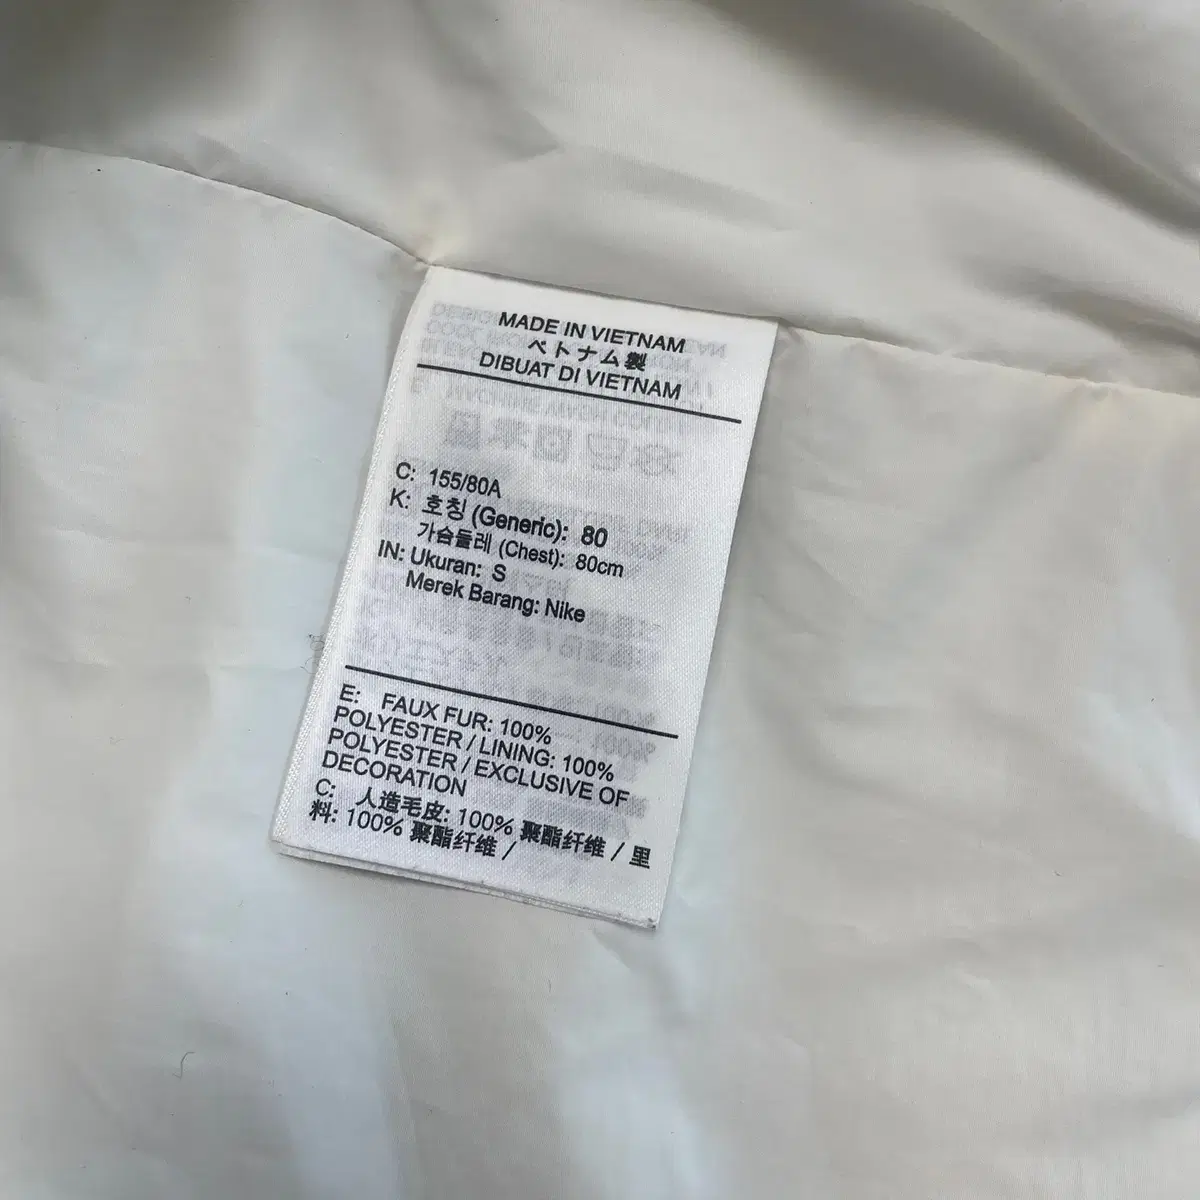 MADE IN VIETNAM
ベトナム製
DIBUAT DI VIETNAM
C: 155/80A
K: 호칭 (Generic): 80
가슴둘레 (Chest): 80cm
IN: Ukuran: S
Merek Barang: Nike
E: FAUX FUR: 100%
POLYESTER / LINING: 100%
POLYESTER / EXCLUSIVE OF
DECORATION
C: 人造毛皮: 100% 聚酯纤维 / 里
料: 100% 聚酯纤维 /